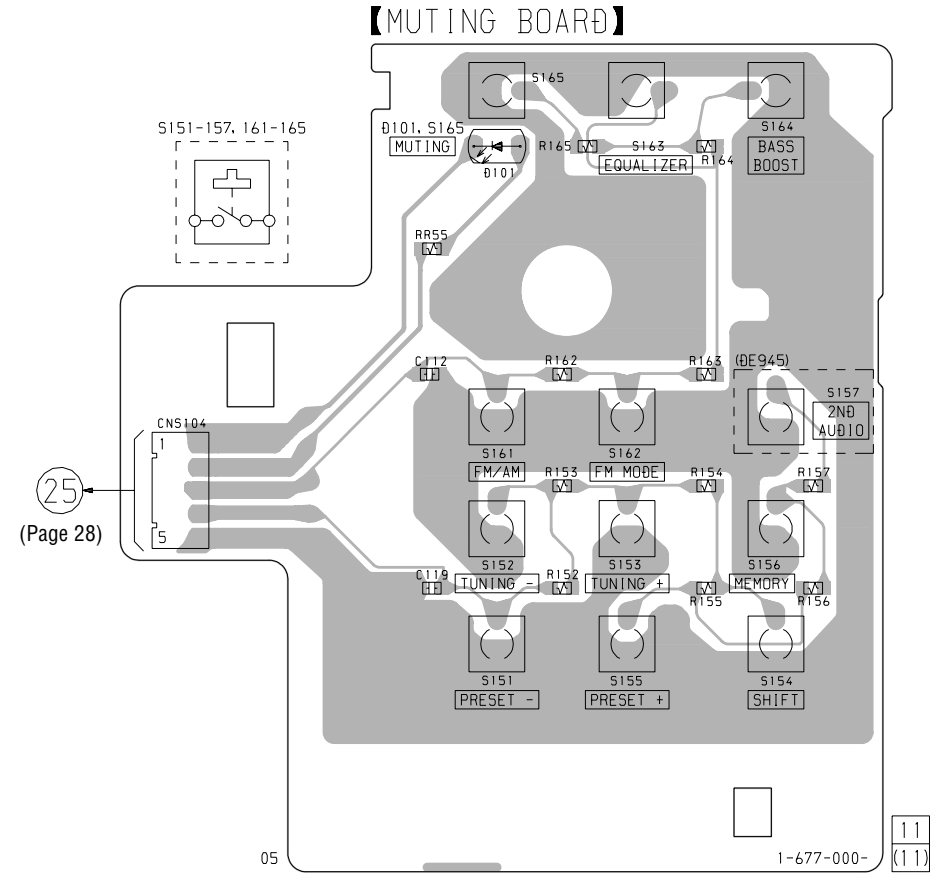 【MUTING BOARD】
S165
S151-157, 161-165
D101, S165
MUTING
R165
S163
EQUALIZER
R164
S164
BASS
BOOST
D101
RR55
C112
R162
R163
(DE945)
S157
2ND
AUDIO
CNS104
1
5
25
(Page 28)
S161
FM/AM
S162
FM MODE
R153
R154
R157
S152
TUNING -
S153
TUNING +
S156
MEMORY
C119
R152
R155
R156
S151
PRESET -
S155
PRESET +
S154
SHIFT
05
1-677-000-
11
(11)